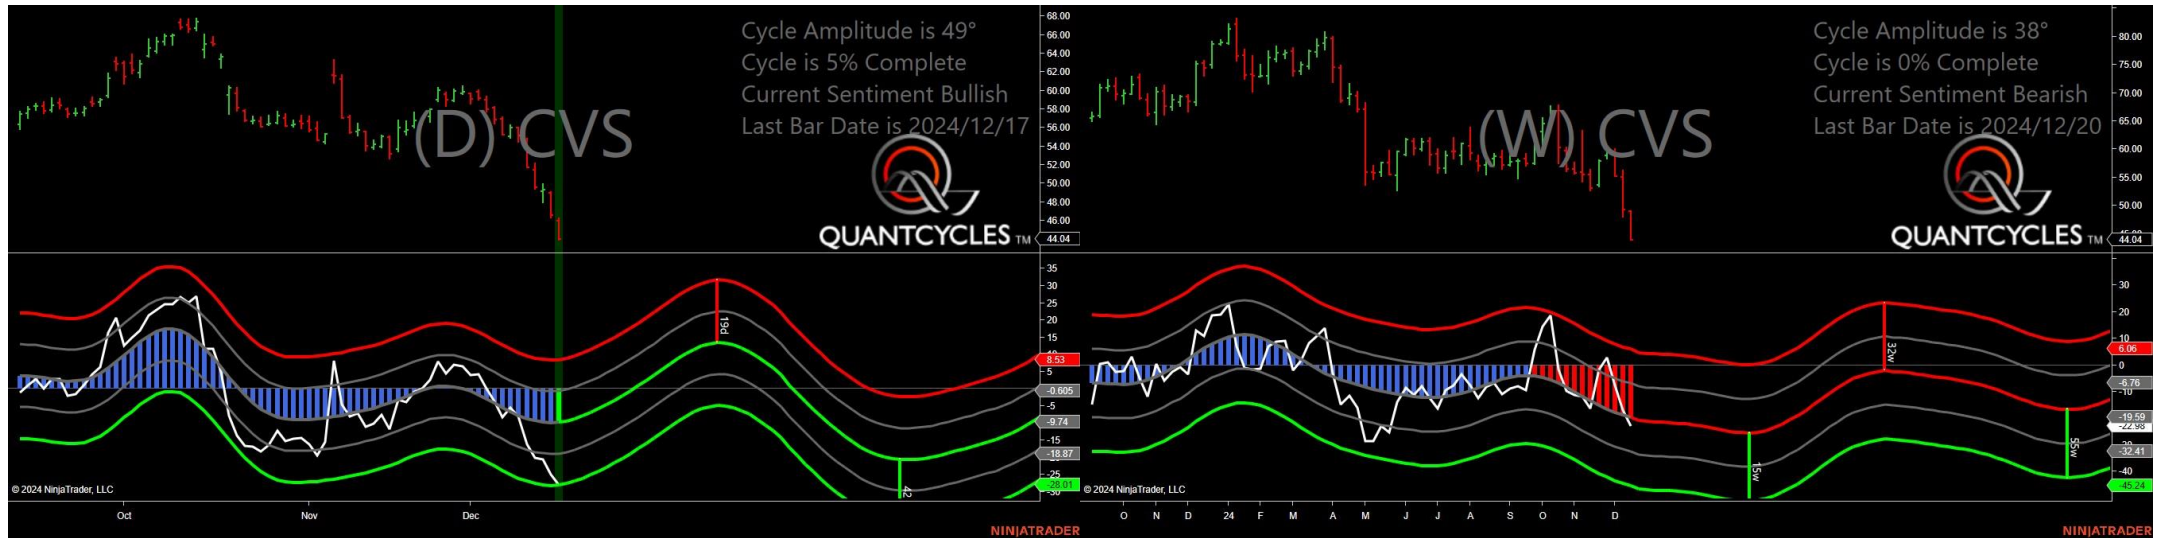 Cycle Amplitude is 49°
Cycle is 5% Complete
Current Sentiment Bullish
Last Bar Date is 2024/12/17
(D) CVS
QUANTCYCLES TM
68.00
66.00
64.00
62.00
60.00
58.00
56.00
54.00
52.00
50.00
48.00
46.00
44.04
35
30
25
20
15
8.53
5
-0.605
-5
-9.74
-15
-18.87
-25
-28.01
19d
42
© 2024 NinjaTrader, LLC
Oct Nov Dec
NINJATRADER
Cycle Amplitude is 38°
Cycle is 0% Complete
Current Sentiment Bearish
Last Bar Date is 2024/12/20
(W) CVS
QUANTCYCLES TM
80.00
75.00
70.00
65.00
60.00
55.00
50.00
44.04
30
20
10
6.06
0
-6.76
-10
-19.59
-22.98
-32.41
-40
-45.24
32w
15w
55w
© 2024 NinjaTrader, LLC
O N D 24 F M A M J J A S O N D
NINJATRADER